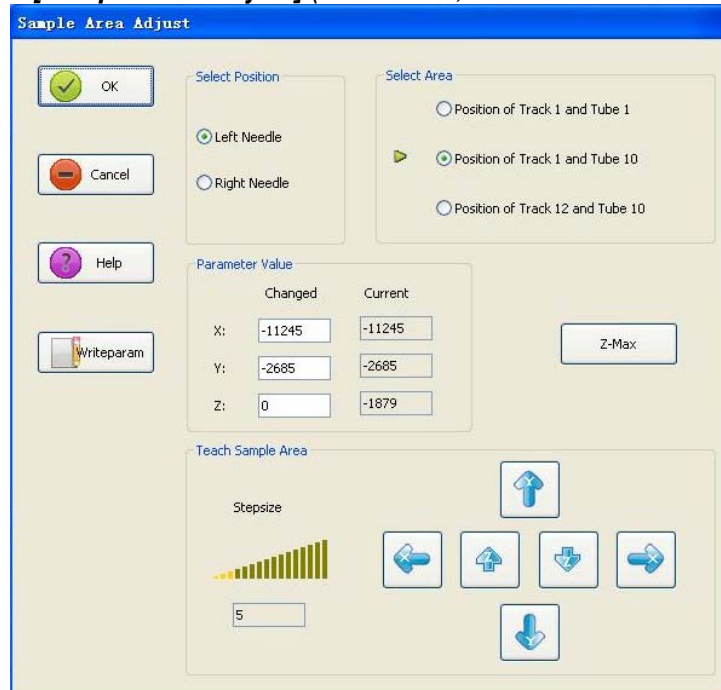 Sample Area Adjust
OK
Cancel
Help
Writeparam
Select Position
Left Needle
Right Needle
Select Area
Position of Track 1 and Tube 1
Position of Track 1 and Tube 10
Position of Track 12 and Tube 10
Parameter Value
Changed Current
X: -11245 -11245
Y: -2685 -2685
Z: 0 -1879
Z-Max
Teach Sample Area
Stepsize
5
Y
X Z Z X
Y